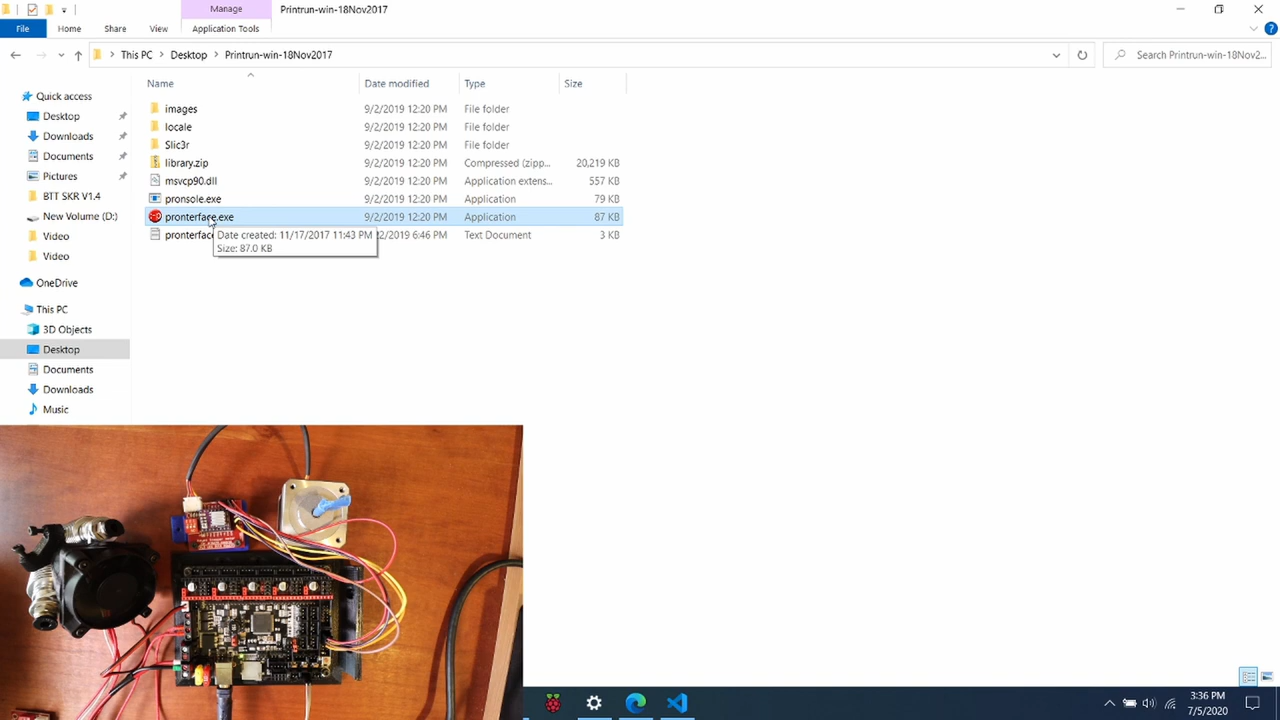 Manage
Printrun-win-18Nov2017
File
Home
Share
View
Application Tools
This PC
Desktop
Printrun-win-18Nov2017
Search Printrun-win-18Nov2...
Name
Date modified
Type
Size
images 9/2/2019 12:20 PM File folder
locale 9/2/2019 12:20 PM File folder
Slic3r 9/2/2019 12:20 PM File folder
library.zip 9/2/2019 12:20 PM Compressed (zipp... 20,219 KB
msvcp90.dll 9/2/2019 12:20 PM Application extens... 557 KB
pronsole.exe 9/2/2019 12:20 PM Application 79 KB
pronterface.exe 9/2/2019 12:20 PM Application 87 KB
pronterface 2/2019 6:46 PM Text Document 3 KB
Date created: 11/17/2017 11:43 PM
Size: 87.0 KB
Quick access
Desktop
Downloads
Documents
Pictures
BTT SKR V1.4
New Volume (D:)
Video
Video
OneDrive
This PC
3D Objects
Desktop
Documents
Downloads
Music
3:36 PM
7/5/2020